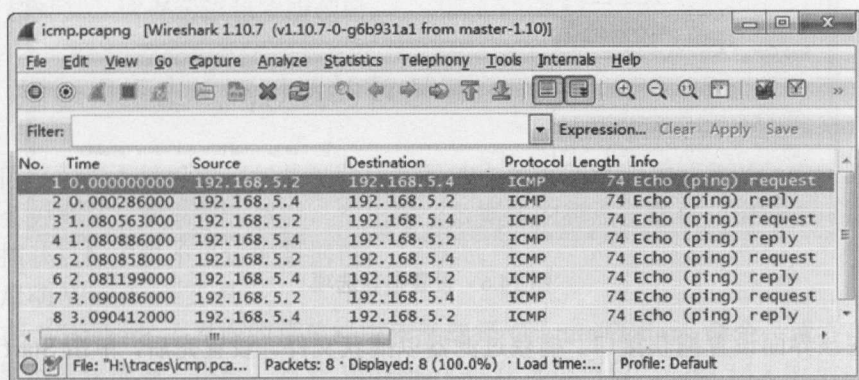 icmp.pcapng [Wireshark 1.10.7 (v1.10.7-0-g6b931a1 from master-1.10)]
File Edit View Go Capture Analyze Statistics Telephony Tools Internals Help
Filter: Expression... Clear Apply Save
No. Time Source Destination Protocol Length Info
1 0.000000000 192.168.5.2 192.168.5.4 ICMP 74 Echo (ping) request
2 0.000286000 192.168.5.4 192.168.5.2 ICMP 74 Echo (ping) reply
3 1.080563000 192.168.5.2 192.168.5.4 ICMP 74 Echo (ping) request
4 1.080886000 192.168.5.4 192.168.5.2 ICMP 74 Echo (ping) reply
5 2.080858000 192.168.5.2 192.168.5.4 ICMP 74 Echo (ping) request
6 2.081199000 192.168.5.4 192.168.5.2 ICMP 74 Echo (ping) reply
7 3.090086000 192.168.5.2 192.168.5.4 ICMP 74 Echo (ping) request
8 3.090412000 192.168.5.4 192.168.5.2 ICMP 74 Echo (ping) reply
File: "H:\traces\icmp.pca... Packets: 8 · Displayed: 8 (100.0%) · Load time:... Profile: Default